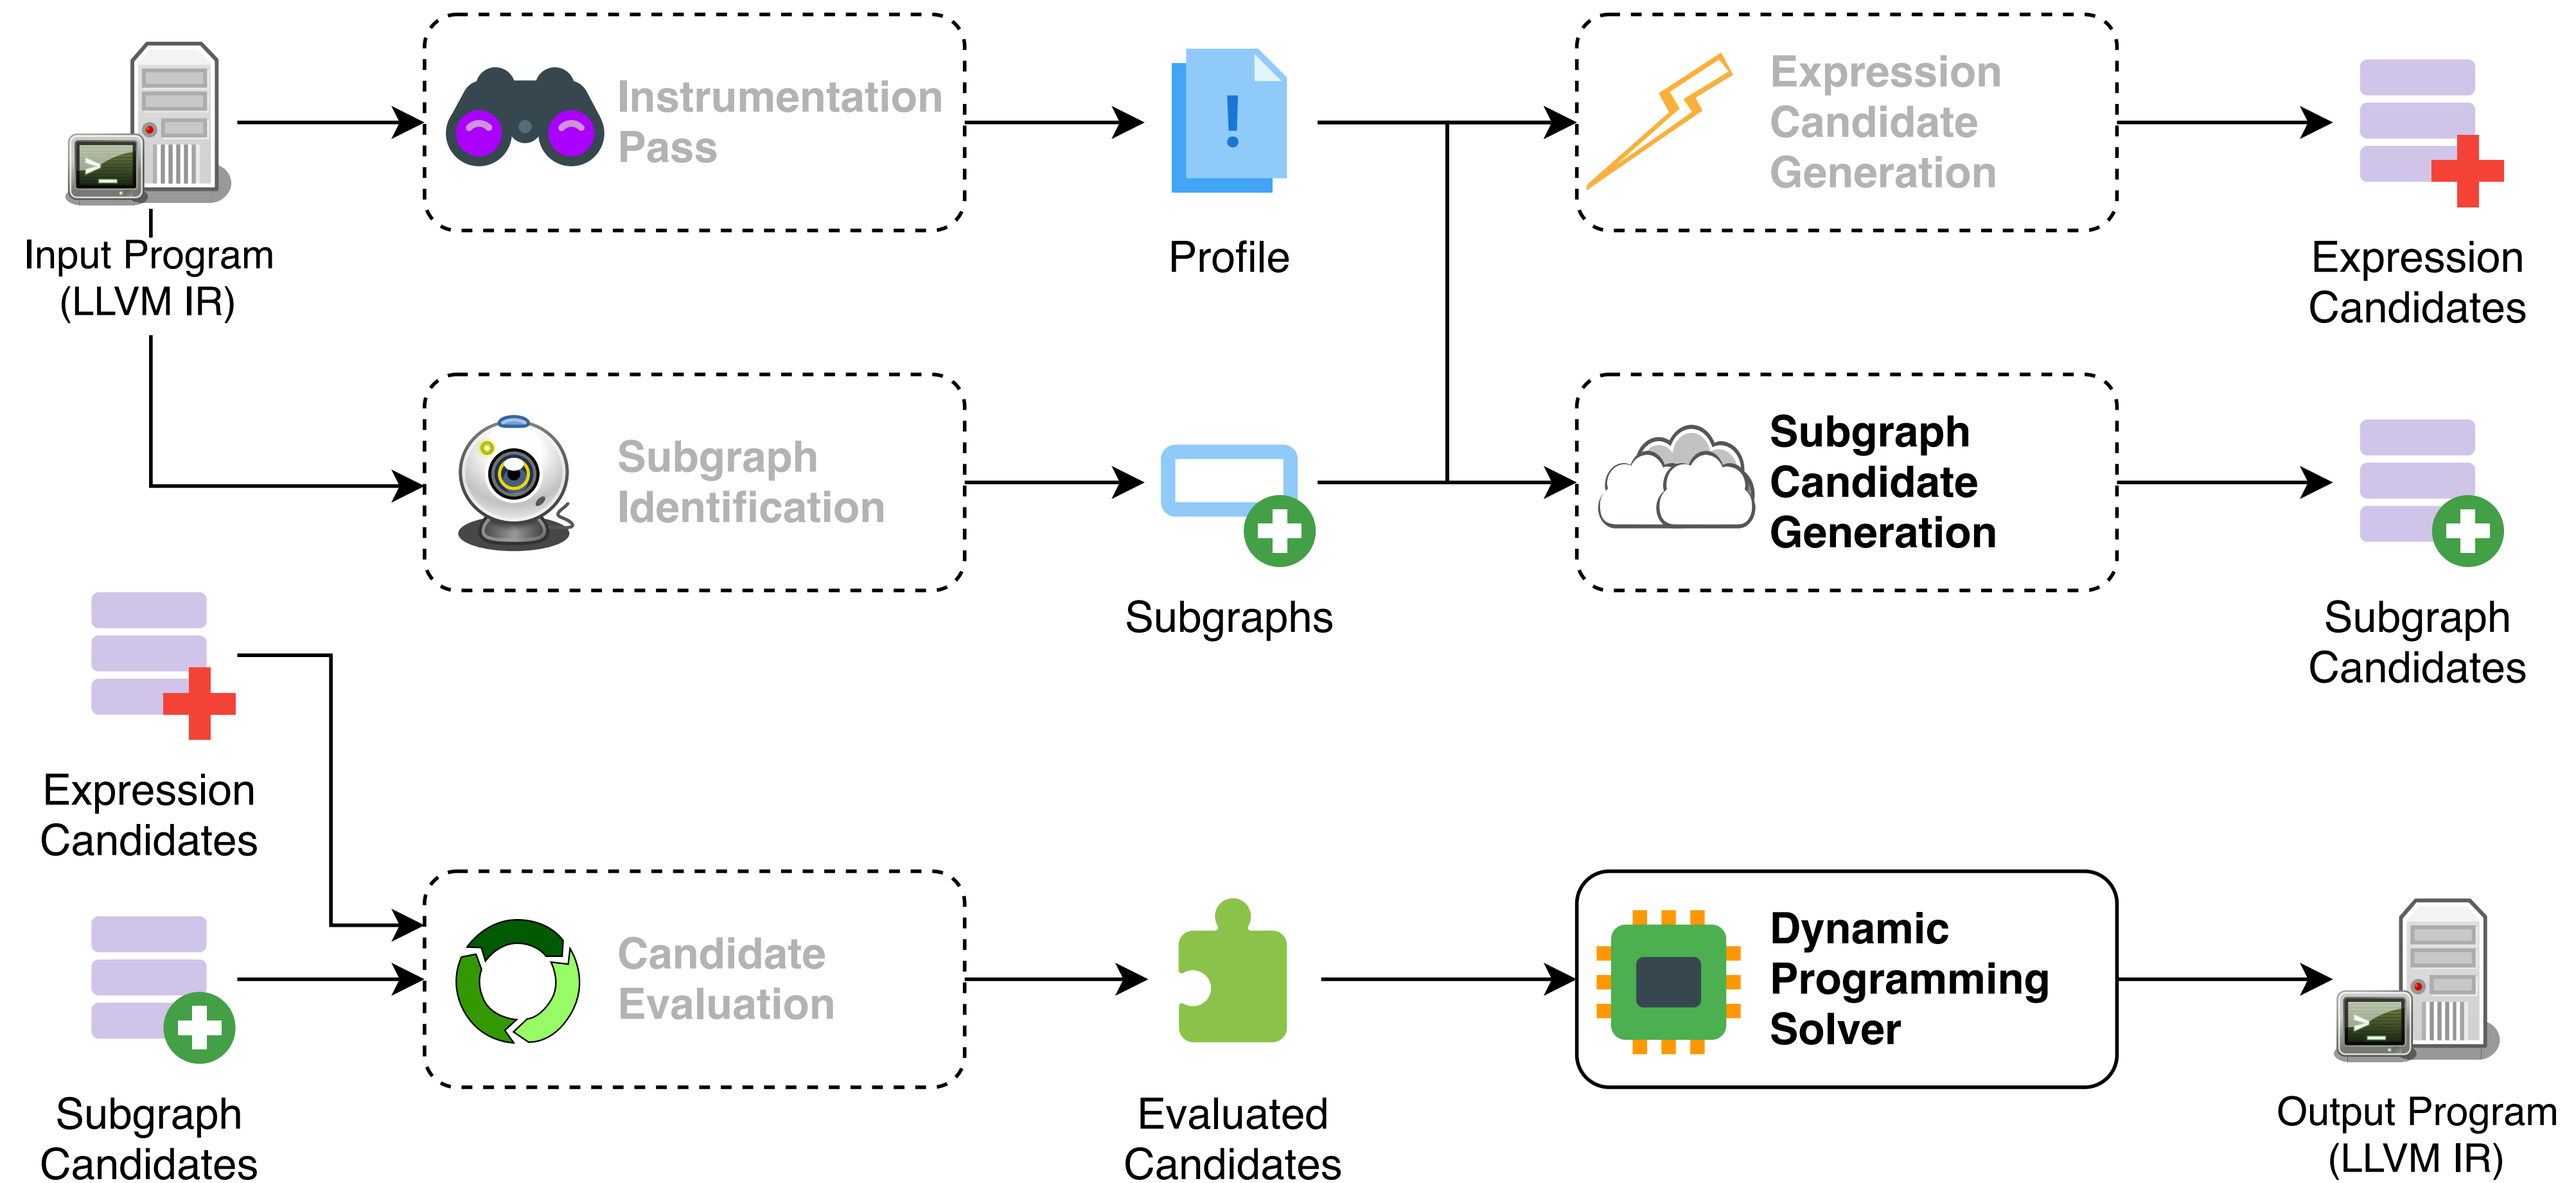 Instrumentation
Pass
Expression
Candidate
Generation
Input Program
(LLVM IR)
Profile
Expression
Candidates
Subgraph
Identification
Subgraph
Candidate
Generation
Subgraphs
Subgraph
Candidates
Expression
Candidates
Candidate
Evaluation
Dynamic
Programming
Solver
Subgraph
Candidates
Evaluated
Candidates
Output Program
(LLVM IR)